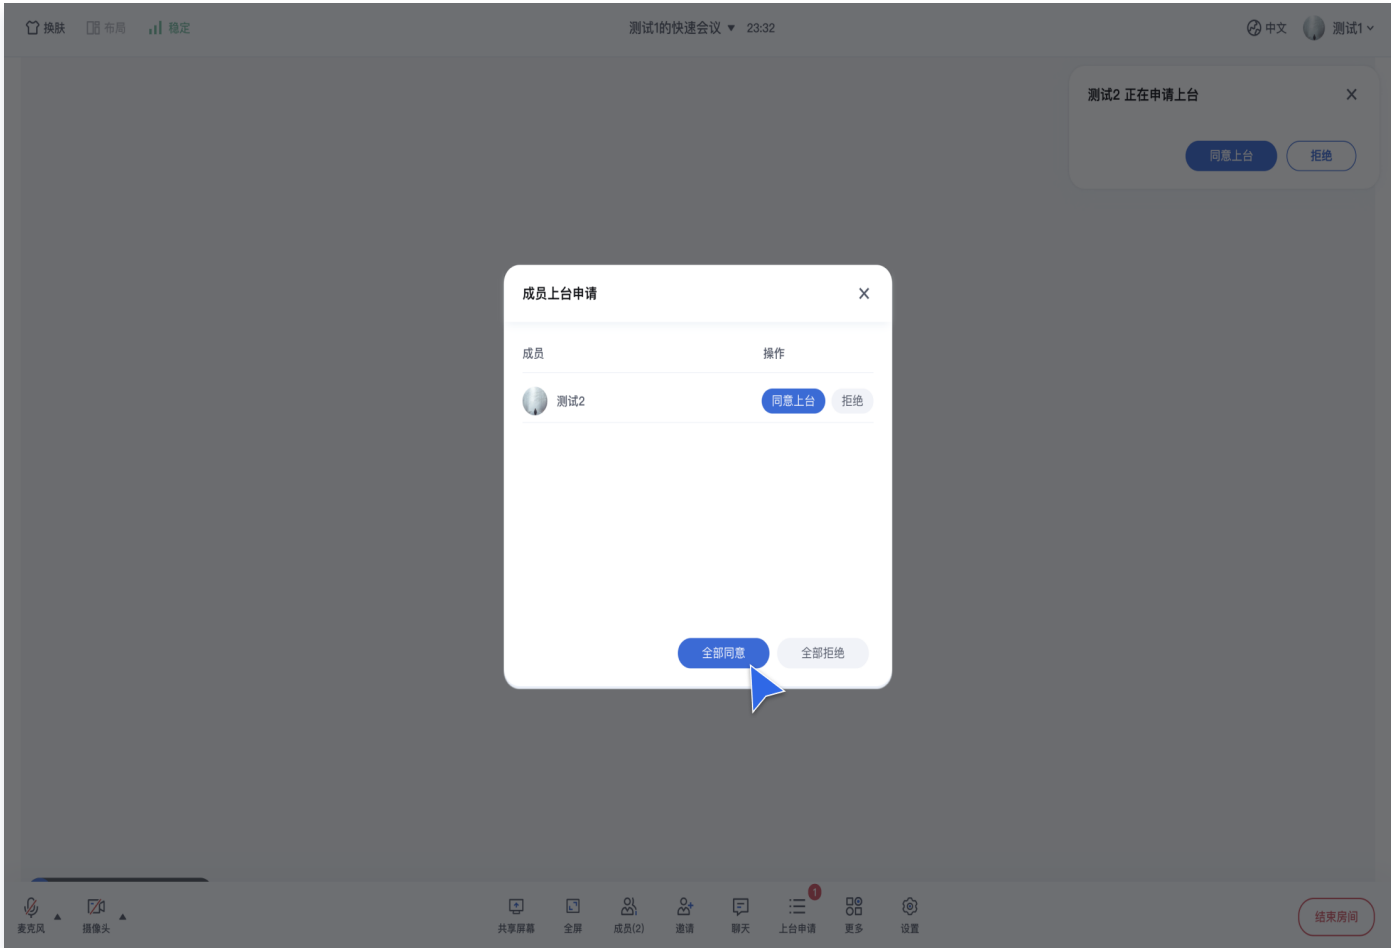 换肤 布局 稳定 测试1的快速会议 ▼ 23:32 中文 测试1
测试2 正在申请上台
同意上台 拒绝
成员上台申请
成员 操作
测试2 同意上台 拒绝
全部同意 全部拒绝
1
麦克风 摄像头 共享屏幕 全屏 成员(2) 邀请 聊天 上台申请 更多 设置 结束房间